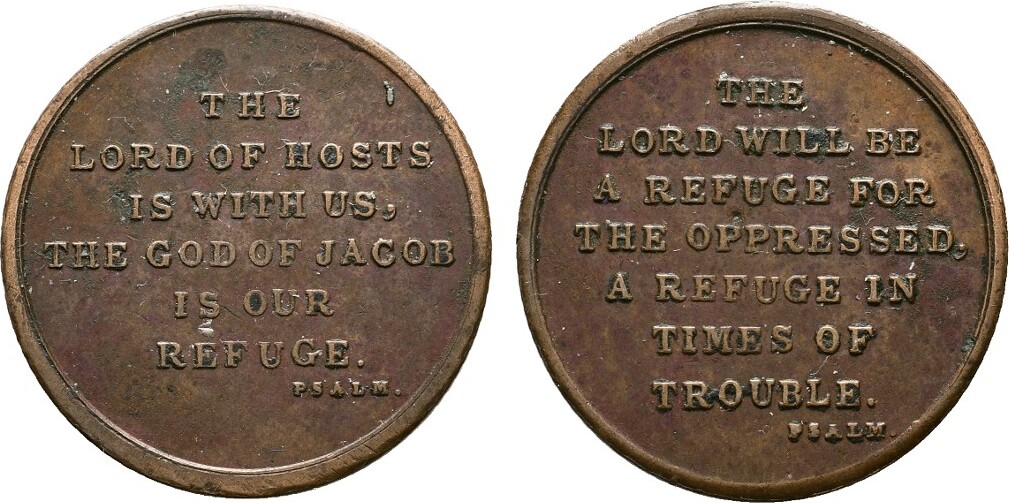 THE
LORD OF HOSTS
IS WITH US,
THE GOD OF JACOB
IS OUR
REFUGE.
PSALM.
THE
LORD WILL BE
A REFUGE FOR
THE OPPRESSED,
A REFUGE IN
TIMES OF
TROUBLE.
PSALM.